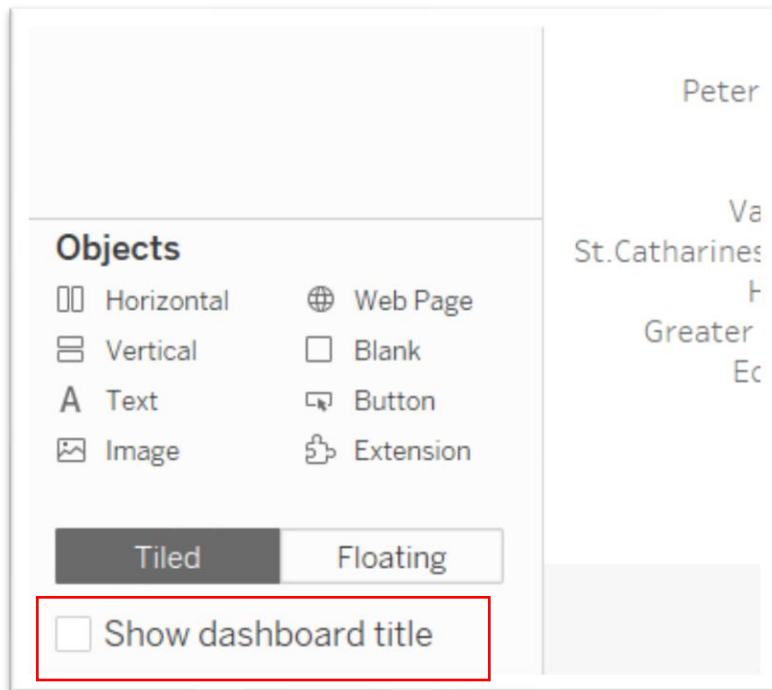 Peter
Va
St.Catharines
H
Greater
Ec
Objects
Horizontal
Web Page
Vertical
Blank
Text
Button
Image
Extension
Tiled
Floating
Show dashboard title